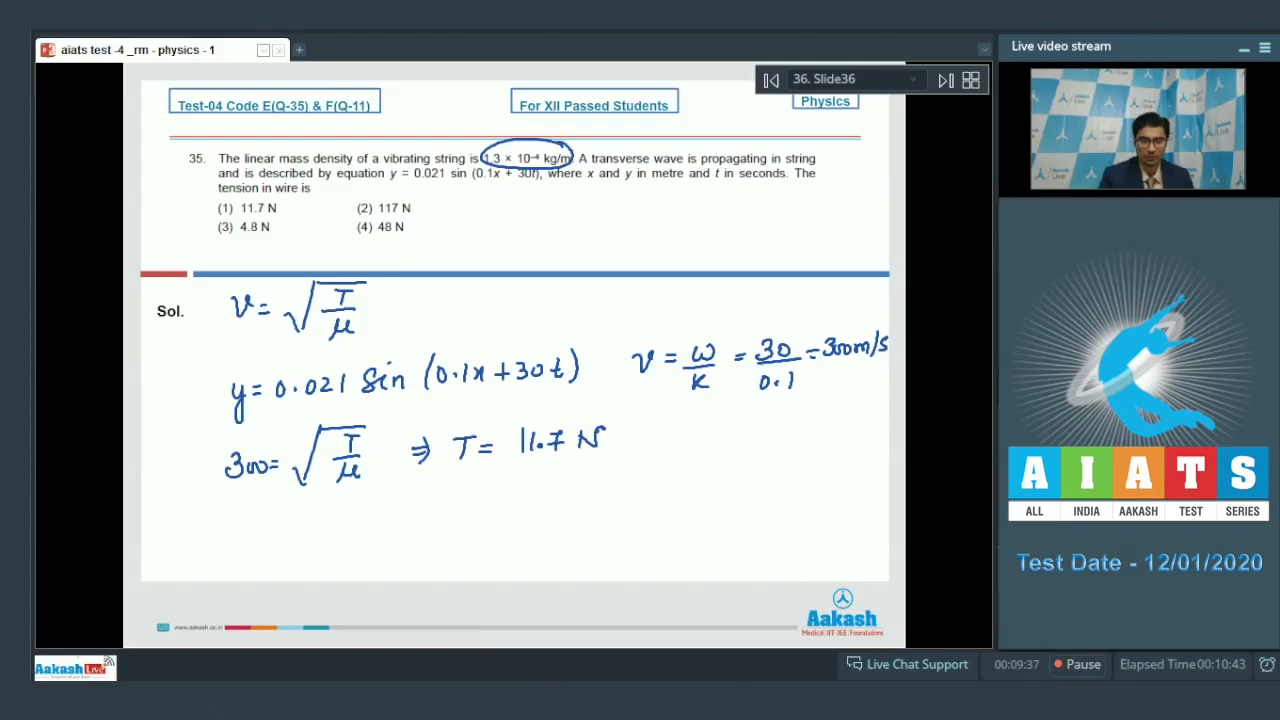 aiats test -4 _rm - physics - 1
Live video stream
36. Slide36
Test-04 Code E(Q-35) & F(Q-11)
For XII Passed Students
Physics
35. The linear mass density of a vibrating string is 1.3 × 10⁻⁴ kg/m. A transverse wave is propagating in string
and is described by equation y = 0.021 sin (0.1x + 30t), where x and y in metre and t in seconds. The
tension in wire is
(1) 11.7 N (2) 117 N
(3) 4.8 N (4) 48 N
Sol.
v = √(T/μ)
y = 0.021 sin (0.1x + 30t)
v = ω/k = 30/0.1 = 300 m/s
300 = √(T/μ) ⇒ T = 11.7 N
www.aakash.ac.in
Aakash
Medical|IIT-JEE|Foundations
A I A T S
ALL INDIA AAKASH TEST SERIES
Test Date - 12/01/2020
Aakash Live
Live Chat Support
00:09:37
Pause
Elapsed Time 00:10:43